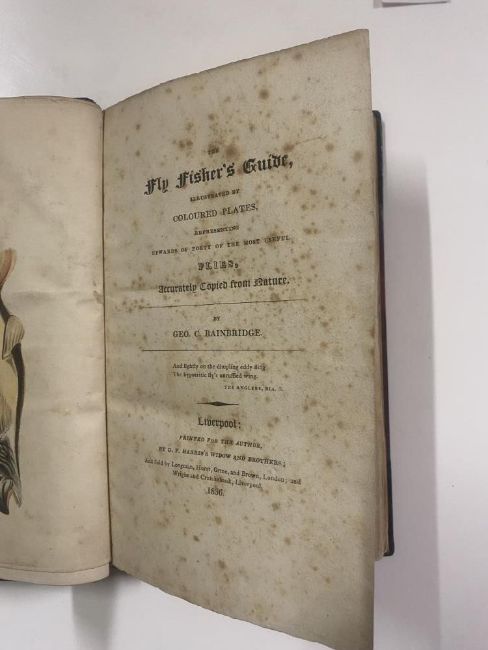 THE
Fly Fisher's Guide,
ILLUSTRATED BY
COLOURED PLATES,
REPRESENTING
UPWARDS OF FORTY OF THE MOST USEFUL
FLIES,
Accurately Copied from Nature.
BY
GEO. C. BAINBRIDGE.
And lightly on the dimpling eddy fling
The hypocritic fly's unruffled wing.
THE ANGLERS, DIA.
Liverpool:
PRINTED FOR THE AUTHOR,
BY G. F. HARRIS'S WIDOW AND BROTHERS;
And sold by Longman, Hurst, Orme, and Brown, London; and
Wright and Cruickshank, Liverpool.
1836.